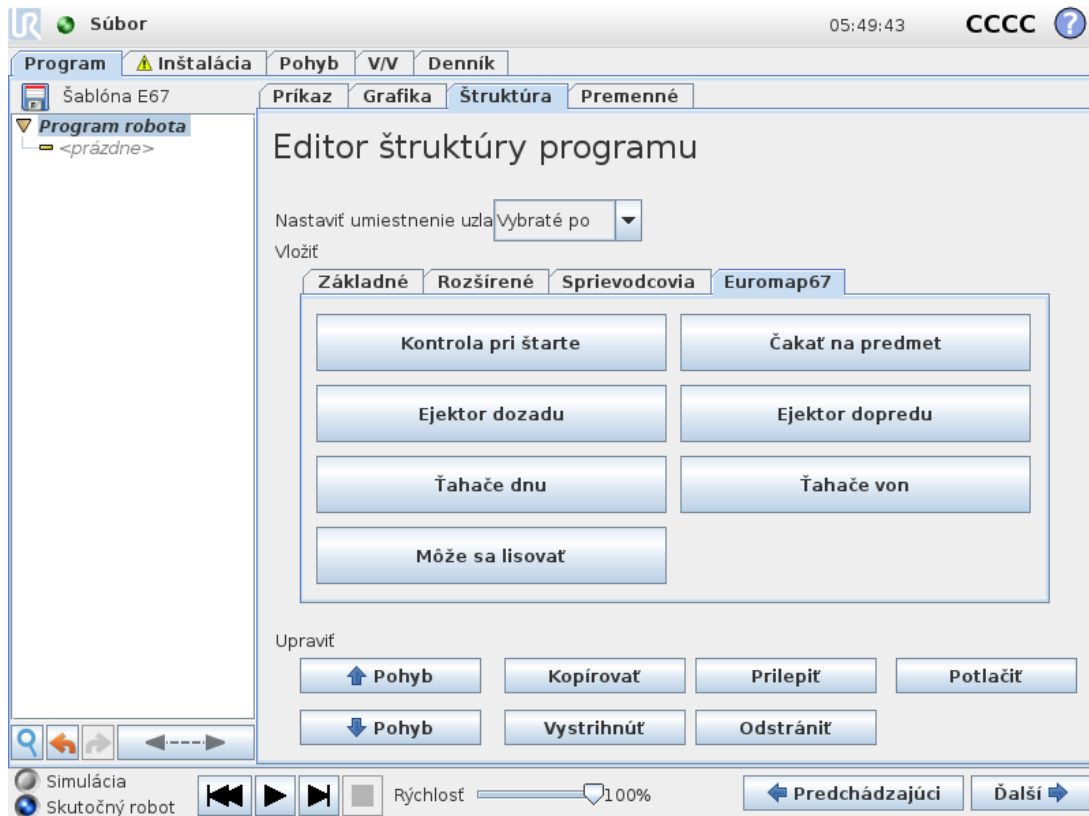 UR Súbor 05:49:43 CCCC ?
Program Inštalácia Pohyb V/V Denník
Šablóna E67 Príkaz Grafika Štruktúra Premenné
Program robota
<prázdne>
Editor štruktúry programu
Nastaviť umiestnenie uzla Vybraté po
Vložiť
Základné Rozšírené Sprievodcovia Euromap67
Kontrola pri štarte Čakať na predmet
Ejektor dozadu Ejektor dopredu
Ťahače dnu Ťahače von
Môže sa lisovať
Upraviť
Pohyb Kopírovať Prilepiť Potlačiť
Pohyb Vystrihnúť Odstrániť
Simulácia
Skutočný robot
Rýchlosť 100% Predchádzajúci Ďalší